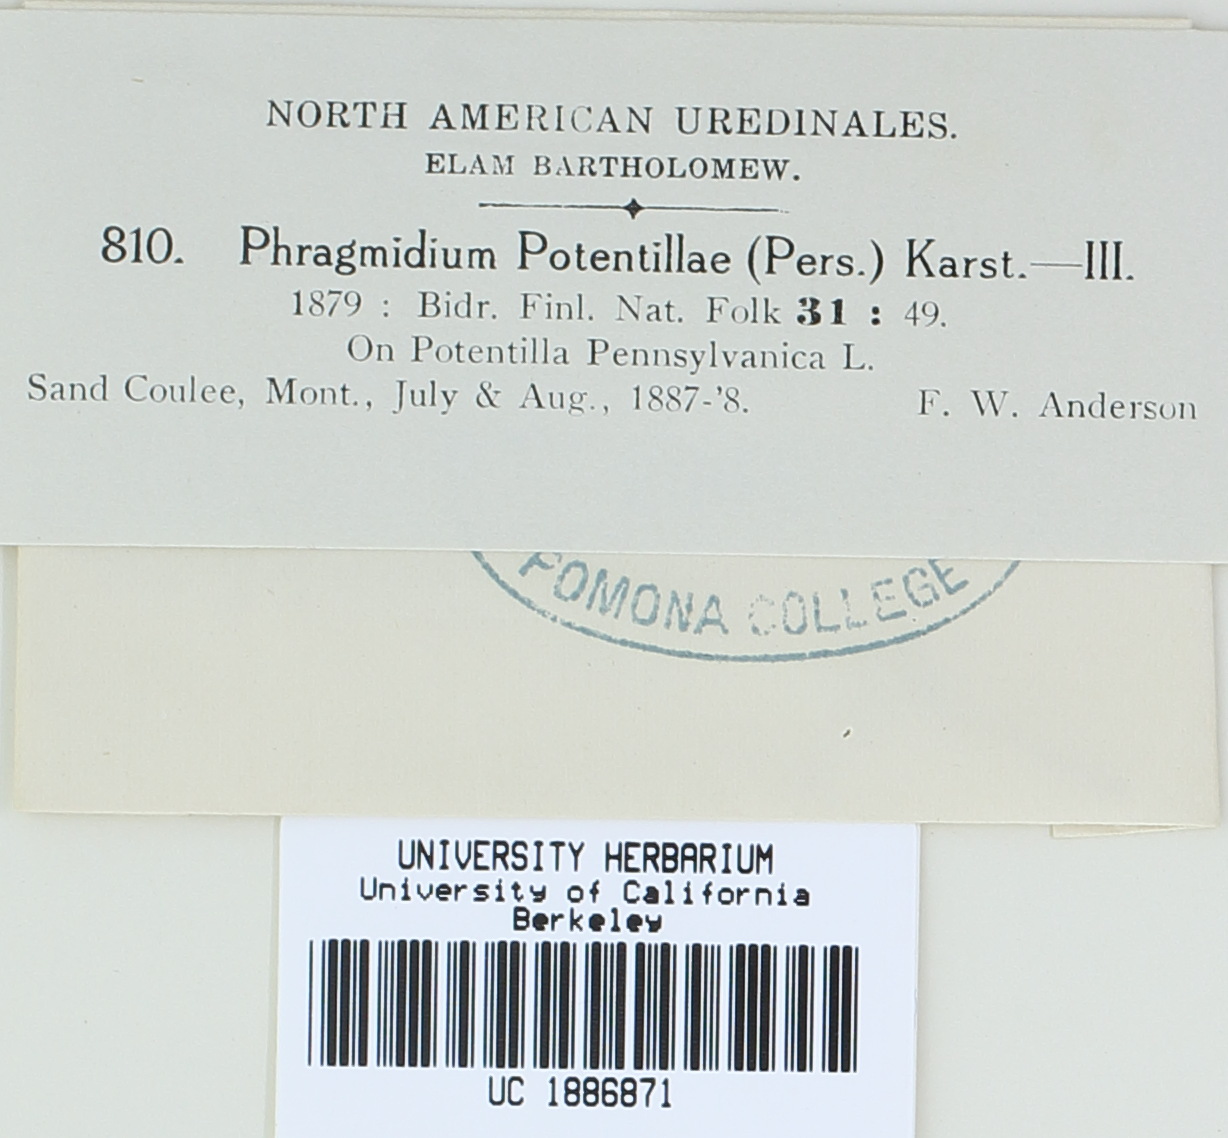 NORTH AMERICAN UREDINALES.
ELAM BARTHOLOMEW.
810. Phragmidium Potentillae (Pers.) Karst.—III.
1879 : Bidr. Finl. Nat. Folk 31 : 49.
On Potentilla Pennsylvanica L.
Sand Coulee, Mont., July & Aug., 1887-'8. F. W. Anderson
POMONA COLLEGE
UNIVERSITY HERBARIUM
University of California
Berkeley
UC 1886871